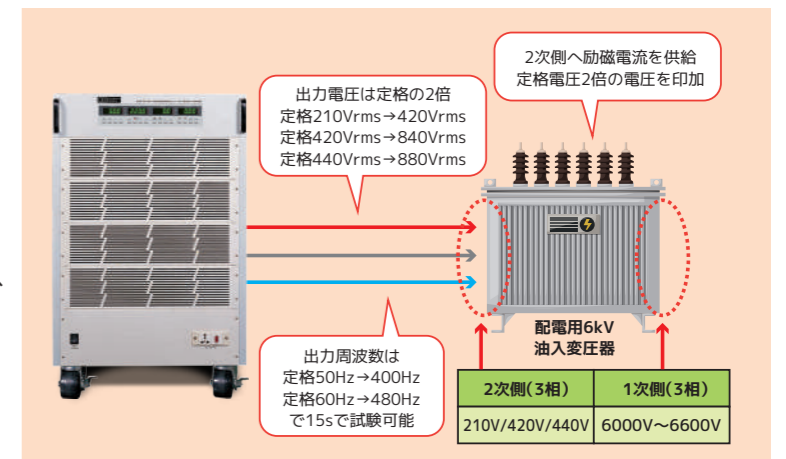 2次側へ励磁電流を供給
定格電圧2倍の電圧を印加
出力電圧は定格の2倍
定格210Vrms→420Vrms
定格420Vrms→840Vrms
定格440Vrms→880Vrms
配電用6kV
油入変圧器
出力周波数は
定格50Hz→400Hz
定格60Hz→480Hz
で15sで試験可能
2次側(3相) 1次側(3相)
210V/420V/440V 6000V～6600V